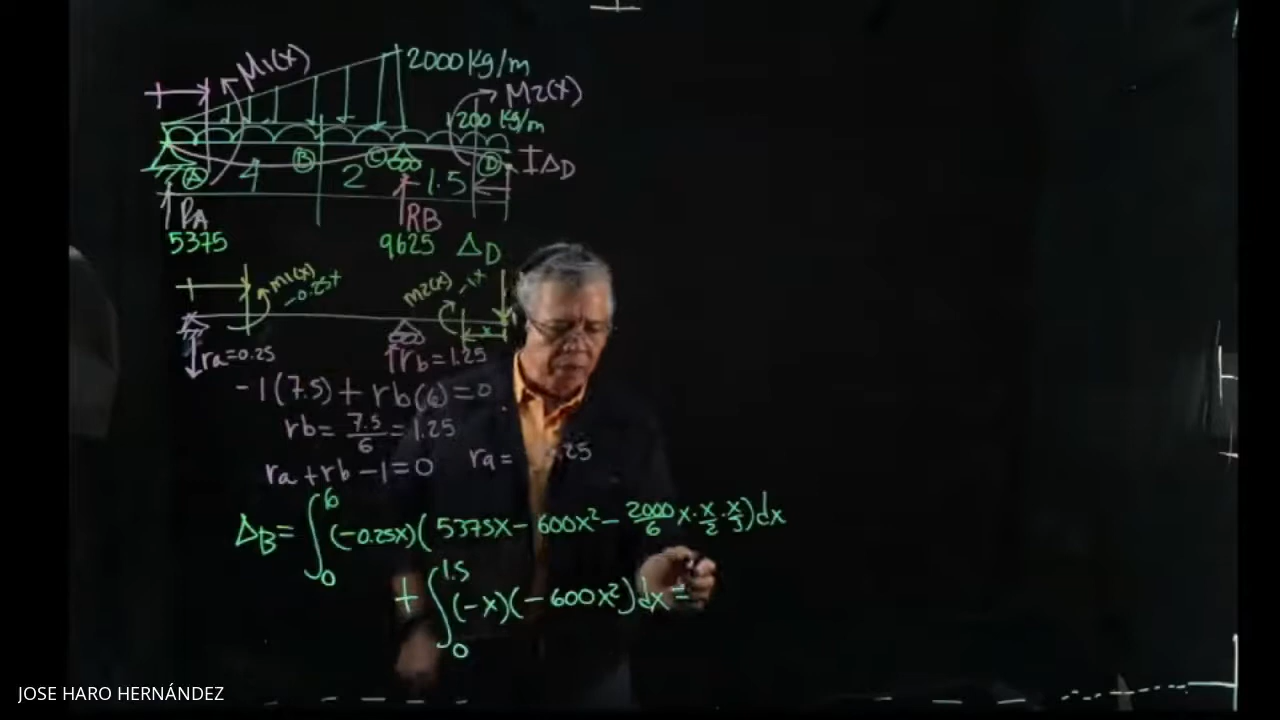 M1(x)
2000 Kg/m
M2(x)
200 Kg/m
A
4
B
2
C
1.5
D
ΔD
RA
RB
5375
9625
ΔD
M1(x)
-0.25x
M2(x)
-1x
x
ra=0.25
rb=1.25
-1(7.5)+rb(6)=0
rb= 7.5/6 = 1.25
ra+rb-1=0
ra= .25
ΔB= ∫₀⁶ (-0.25x)(5375x-600x²-2000/6 x·x/2·x/3)dx
+ ∫₀^1.5 (-x)(-600x²)dx=
JOSE HARO HERNÁNDEZ